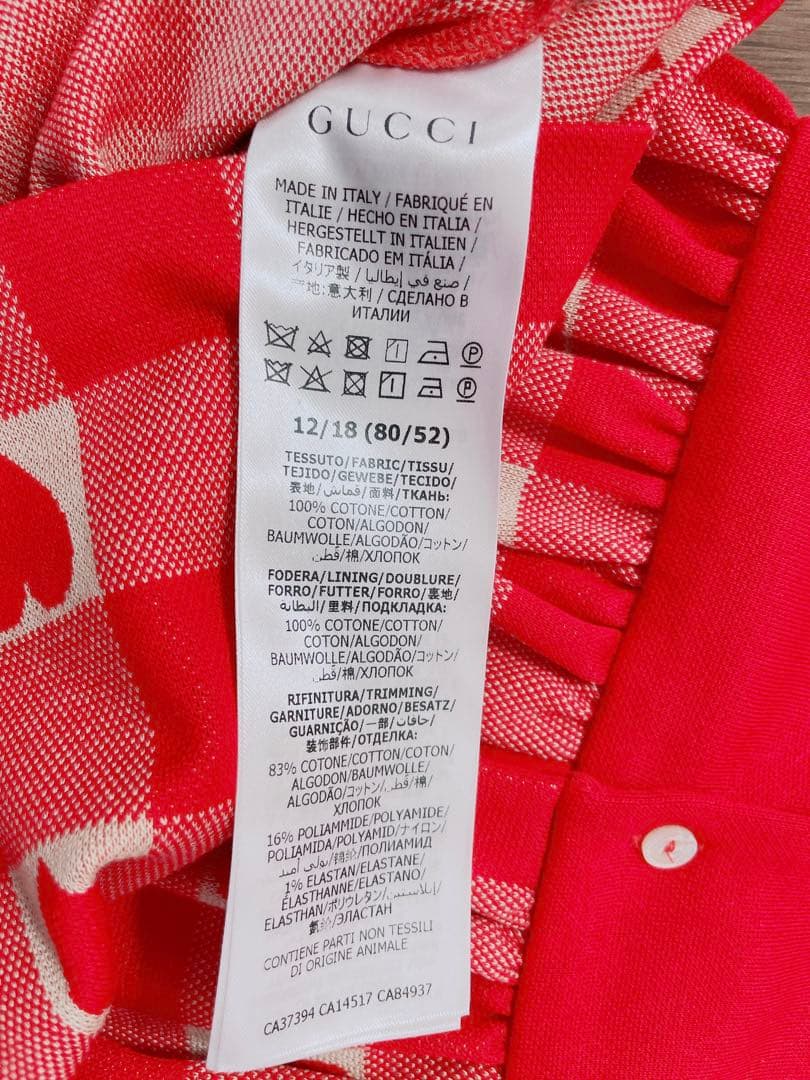 GUCCI
MADE IN ITALY / FABRIQUÉ EN
ITALIE / HECHO EN ITALIA /
HERGESTELLT IN ITALIEN /
FABRICADO EM ITÁLIA /
イタリア製 / صنع في إيطاليا /
地:意大利 / СДЕЛАНО В
ИТАЛИИ
12/18 (80/52)
TESSUTO/FABRIC/TISSU/
TEJIDO/GEWEBE/TECIDO/
表地/قماش/面料/ТКАНЬ:
100% COTONE/COTTON/
COTON/ALGODON/
BAUMWOLLE/ALGODÃO/コットン/
قطن/棉/ХЛОПОК
FODERA/LINING/DOUBLURE/
FORRO/FUTTER/FORRO/裏地/
البطانة/里料/ПОДКЛАДКА:
100% COTONE/COTTON/
COTON/ALGODON/
BAUMWOLLE/ALGODÃO/コットン/
قطن/棉/ХЛОПОК
RIFINITURA/TRIMMING/
GARNITURE/ADORNO/BESATZ/
GUARNIÇÃO/一部/حافات/
装饰部件/ОТДЕЛКА:
83% COTONE/COTTON/COTON/
ALGODON/BAUMWOLLE/
ALGODÃO/コットン/قطن/棉/
ХЛОПОК
16% POLIAMMIDE/POLYAMIDE/
POLIAMIDA/POLYAMID/ナイロン/
POLIAMIDA/بولي أميد/锦纶/ПОЛИАМИД
1% ELASTAN/ELASTANE/
ÉLASTHANNE/ELASTANO/
ELASTHAN/ポリウレタン/إيلاستين/
氨纶/ЭЛАСТАН
CONTIENE PARTI NON TESSILI
DI ORIGINE ANIMALE
CA37394 CA14517 CA84937